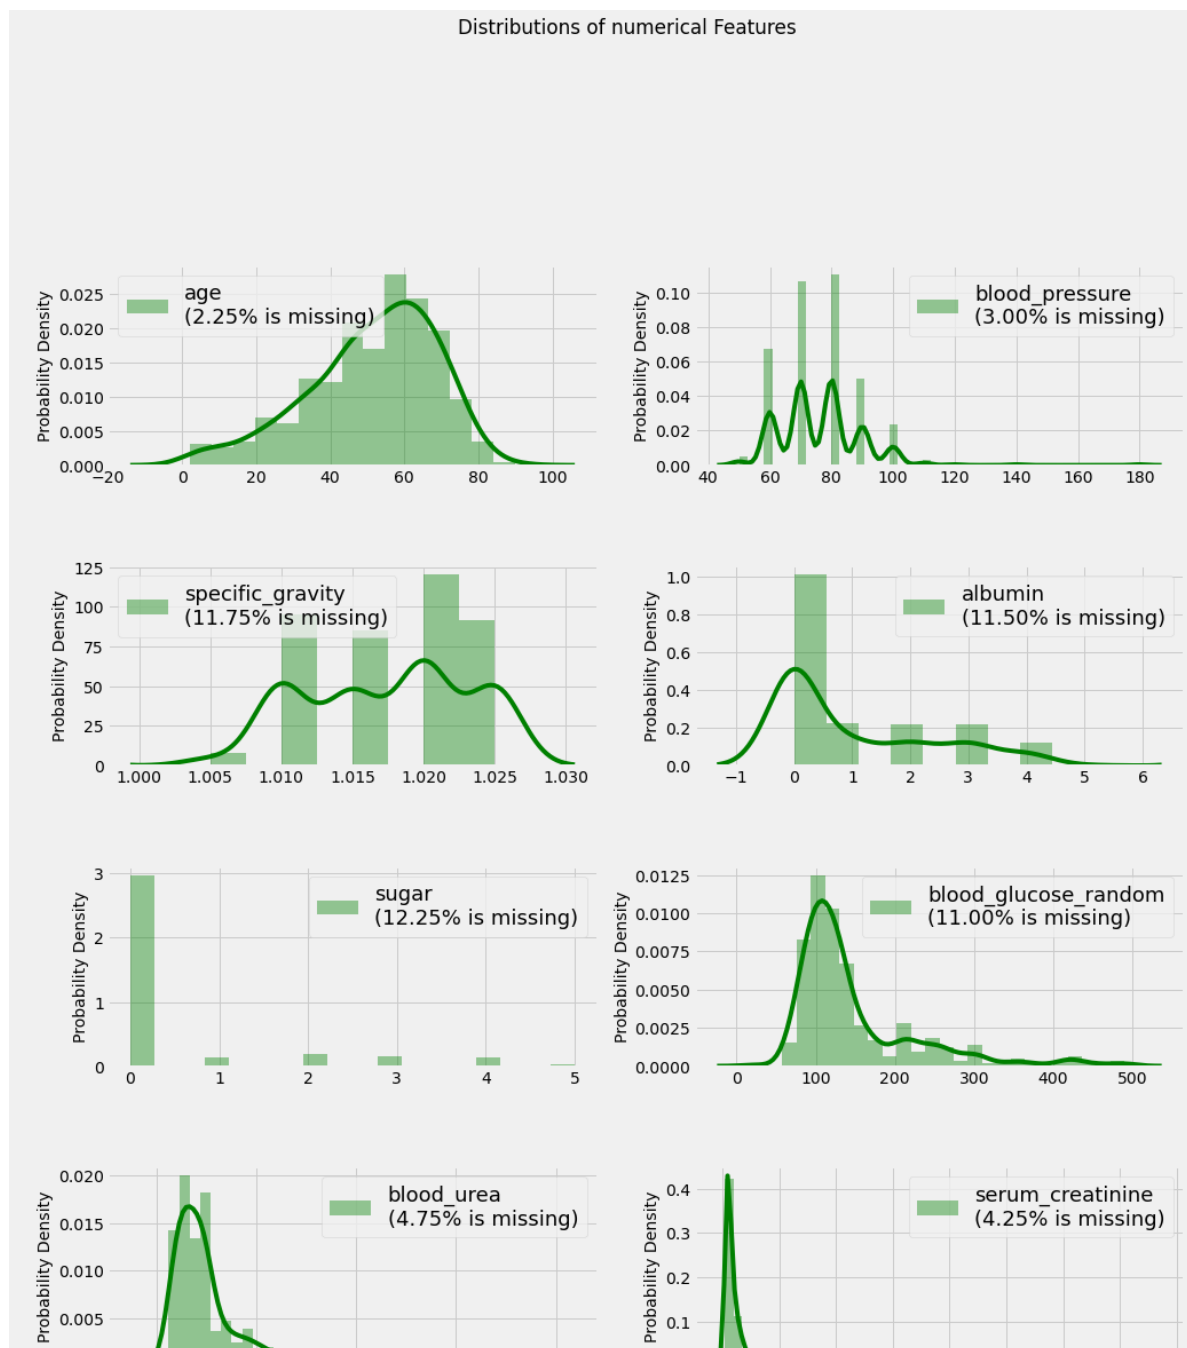 Distributions of numerical Features
Probability Density
0.025
0.020
0.015
0.010
0.005
0.000
age
(2.25% is missing)
−20 0 20 40 60 80 100
Probability Density
0.10
0.08
0.06
0.04
0.02
0.00
blood_pressure
(3.00% is missing)
40 60 80 100 120 140 160 180
Probability Density
125
100
75
50
25
0
specific_gravity
(11.75% is missing)
1.000 1.005 1.010 1.015 1.020 1.025 1.030
Probability Density
1.0
0.8
0.6
0.4
0.2
0.0
albumin
(11.50% is missing)
−1 0 1 2 3 4 5 6
Probability Density
3
2
1
0
sugar
(12.25% is missing)
0 1 2 3 4 5
Probability Density
0.0125
0.0100
0.0075
0.0050
0.0025
0.0000
blood_glucose_random
(11.00% is missing)
0 100 200 300 400 500
Probability Density
0.020
0.015
0.010
0.005
blood_urea
(4.75% is missing)
Probability Density
0.4
0.3
0.2
0.1
serum_creatinine
(4.25% is missing)